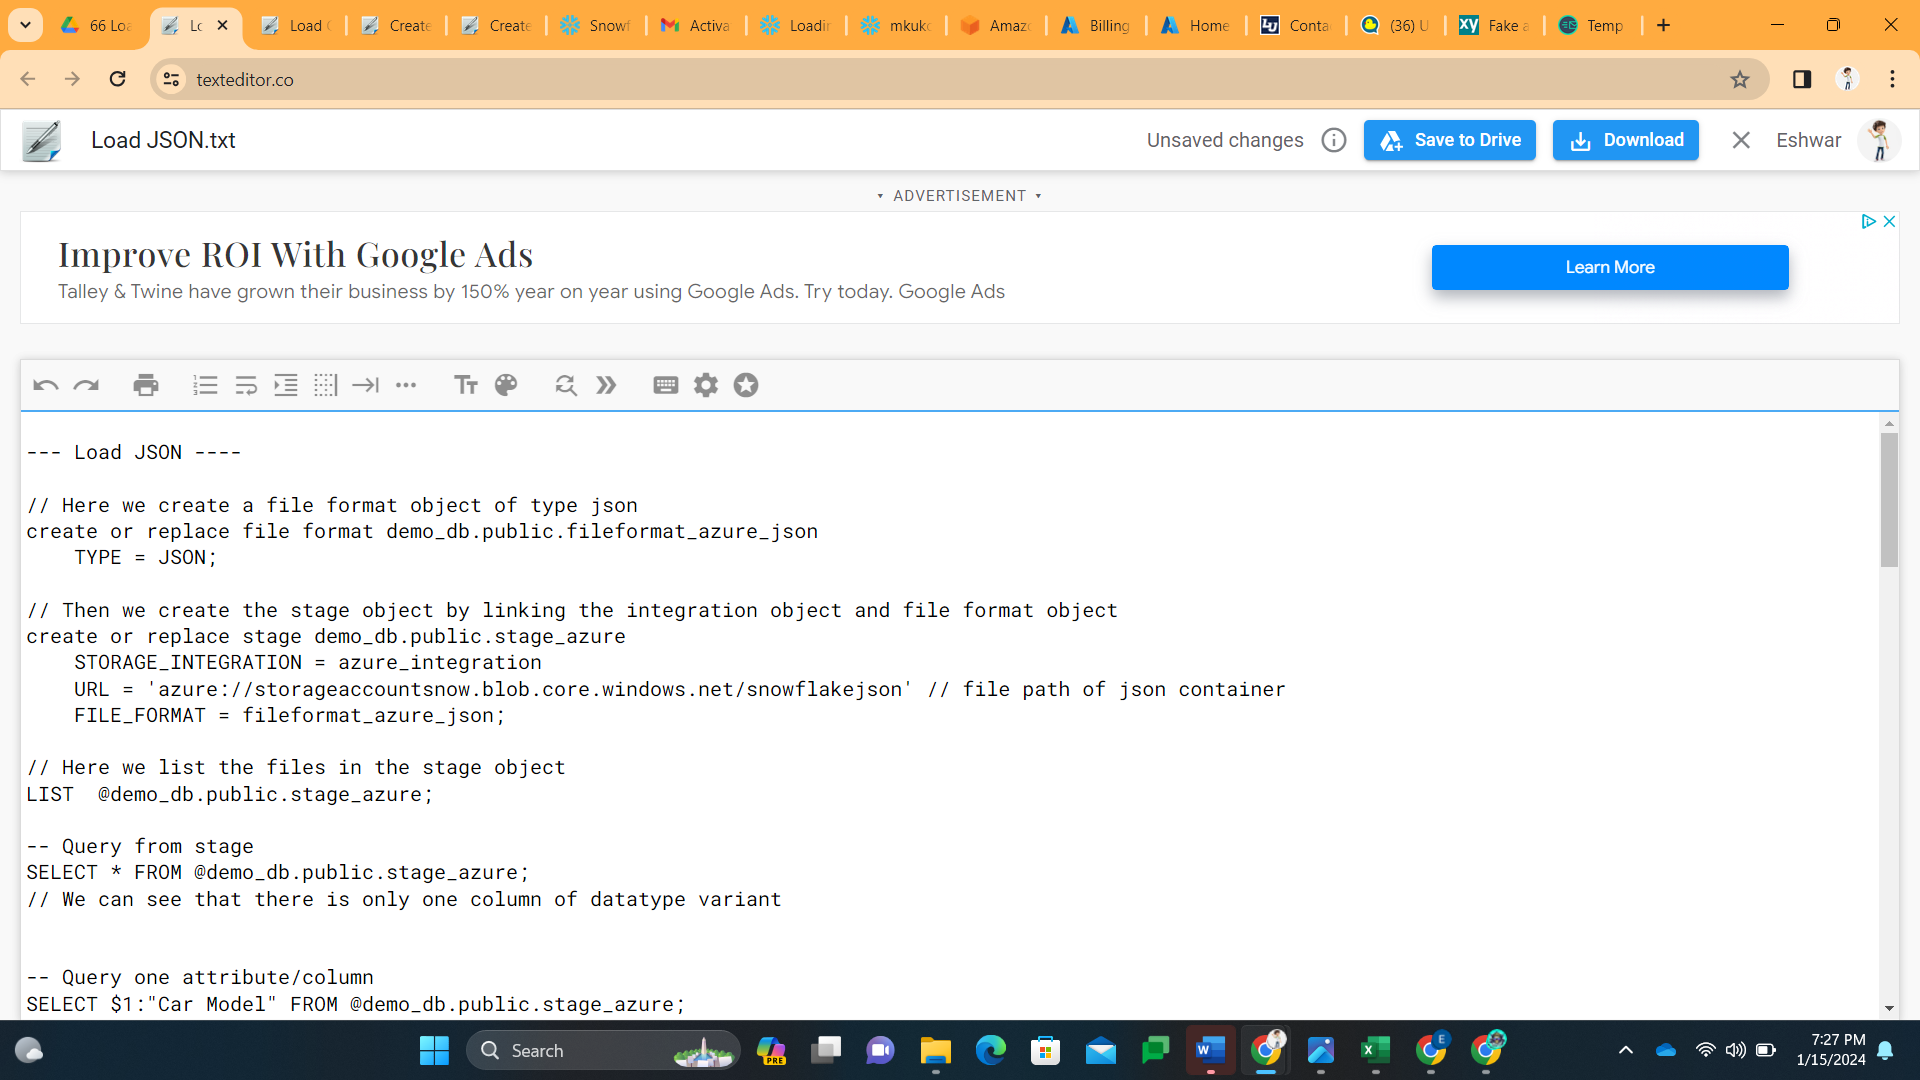 66 Loa
Lo
Load
Create
Create
Snowf
Activa
Loadin
mkuk
Amaz
Billing
Home
Conta
(36) U
Fake a
Temp
texteditor.co
Load JSON.txt
Unsaved changes
Save to Drive
Download
Eshwar
ADVERTISEMENT
Improve ROI With Google Ads
Talley & Twine have grown their business by 150% year on year using Google Ads. Try today. Google Ads
Learn More
--- Load JSON ----
// Here we create a file format object of type json
create or replace file format demo_db.public.fileformat_azure_json
    TYPE = JSON;
// Then we create the stage object by linking the integration object and file format object
create or replace stage demo_db.public.stage_azure
    STORAGE_INTEGRATION = azure_integration
    URL = 'azure://storageaccountsnow.blob.core.windows.net/snowflakejson' // file path of json container
    FILE_FORMAT = fileformat_azure_json;
// Here we list the files in the stage object
LIST  @demo_db.public.stage_azure;
-- Query from stage
SELECT * FROM @demo_db.public.stage_azure;
// We can see that there is only one column of datatype variant
-- Query one attribute/column
SELECT $1:"Car Model" FROM @demo_db.public.stage_azure;
Search
PRE
7:27 PM
1/15/2024